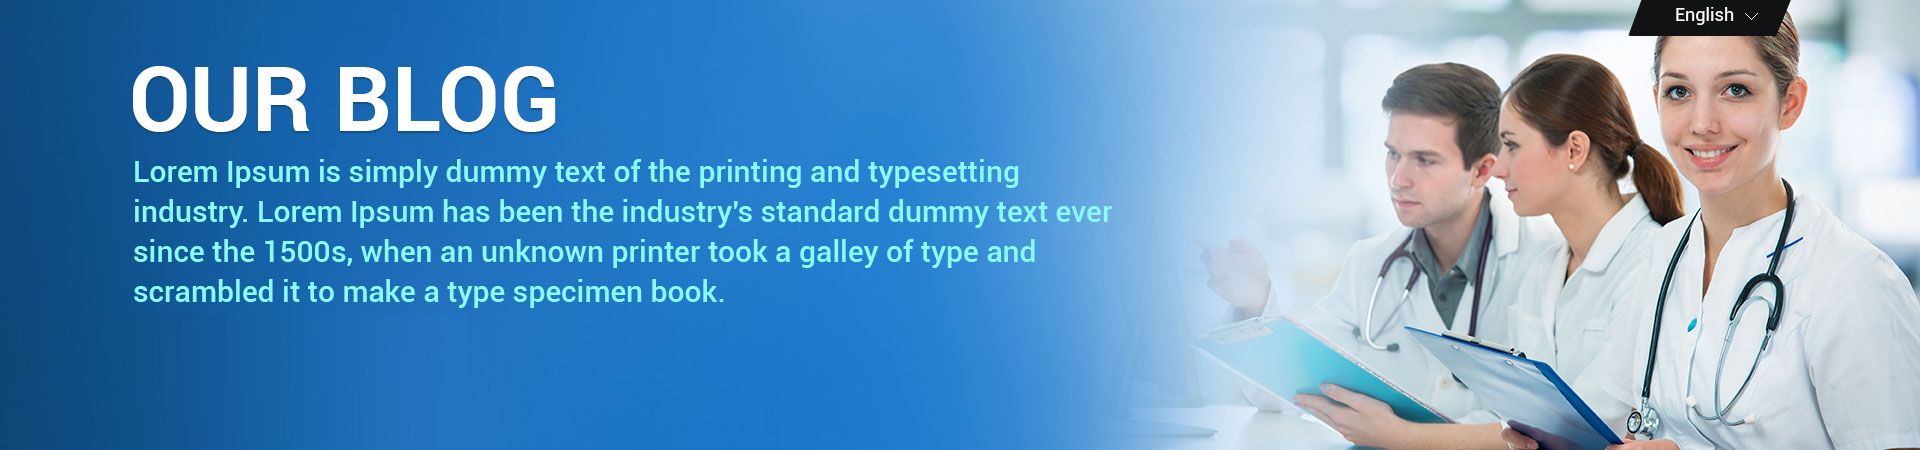 English
OUR BLOG
Lorem Ipsum is simply dummy text of the printing and typesetting
industry. Lorem Ipsum has been the industry's standard dummy text ever
since the 1500s, when an unknown printer took a galley of type and
scrambled it to make a type specimen book.